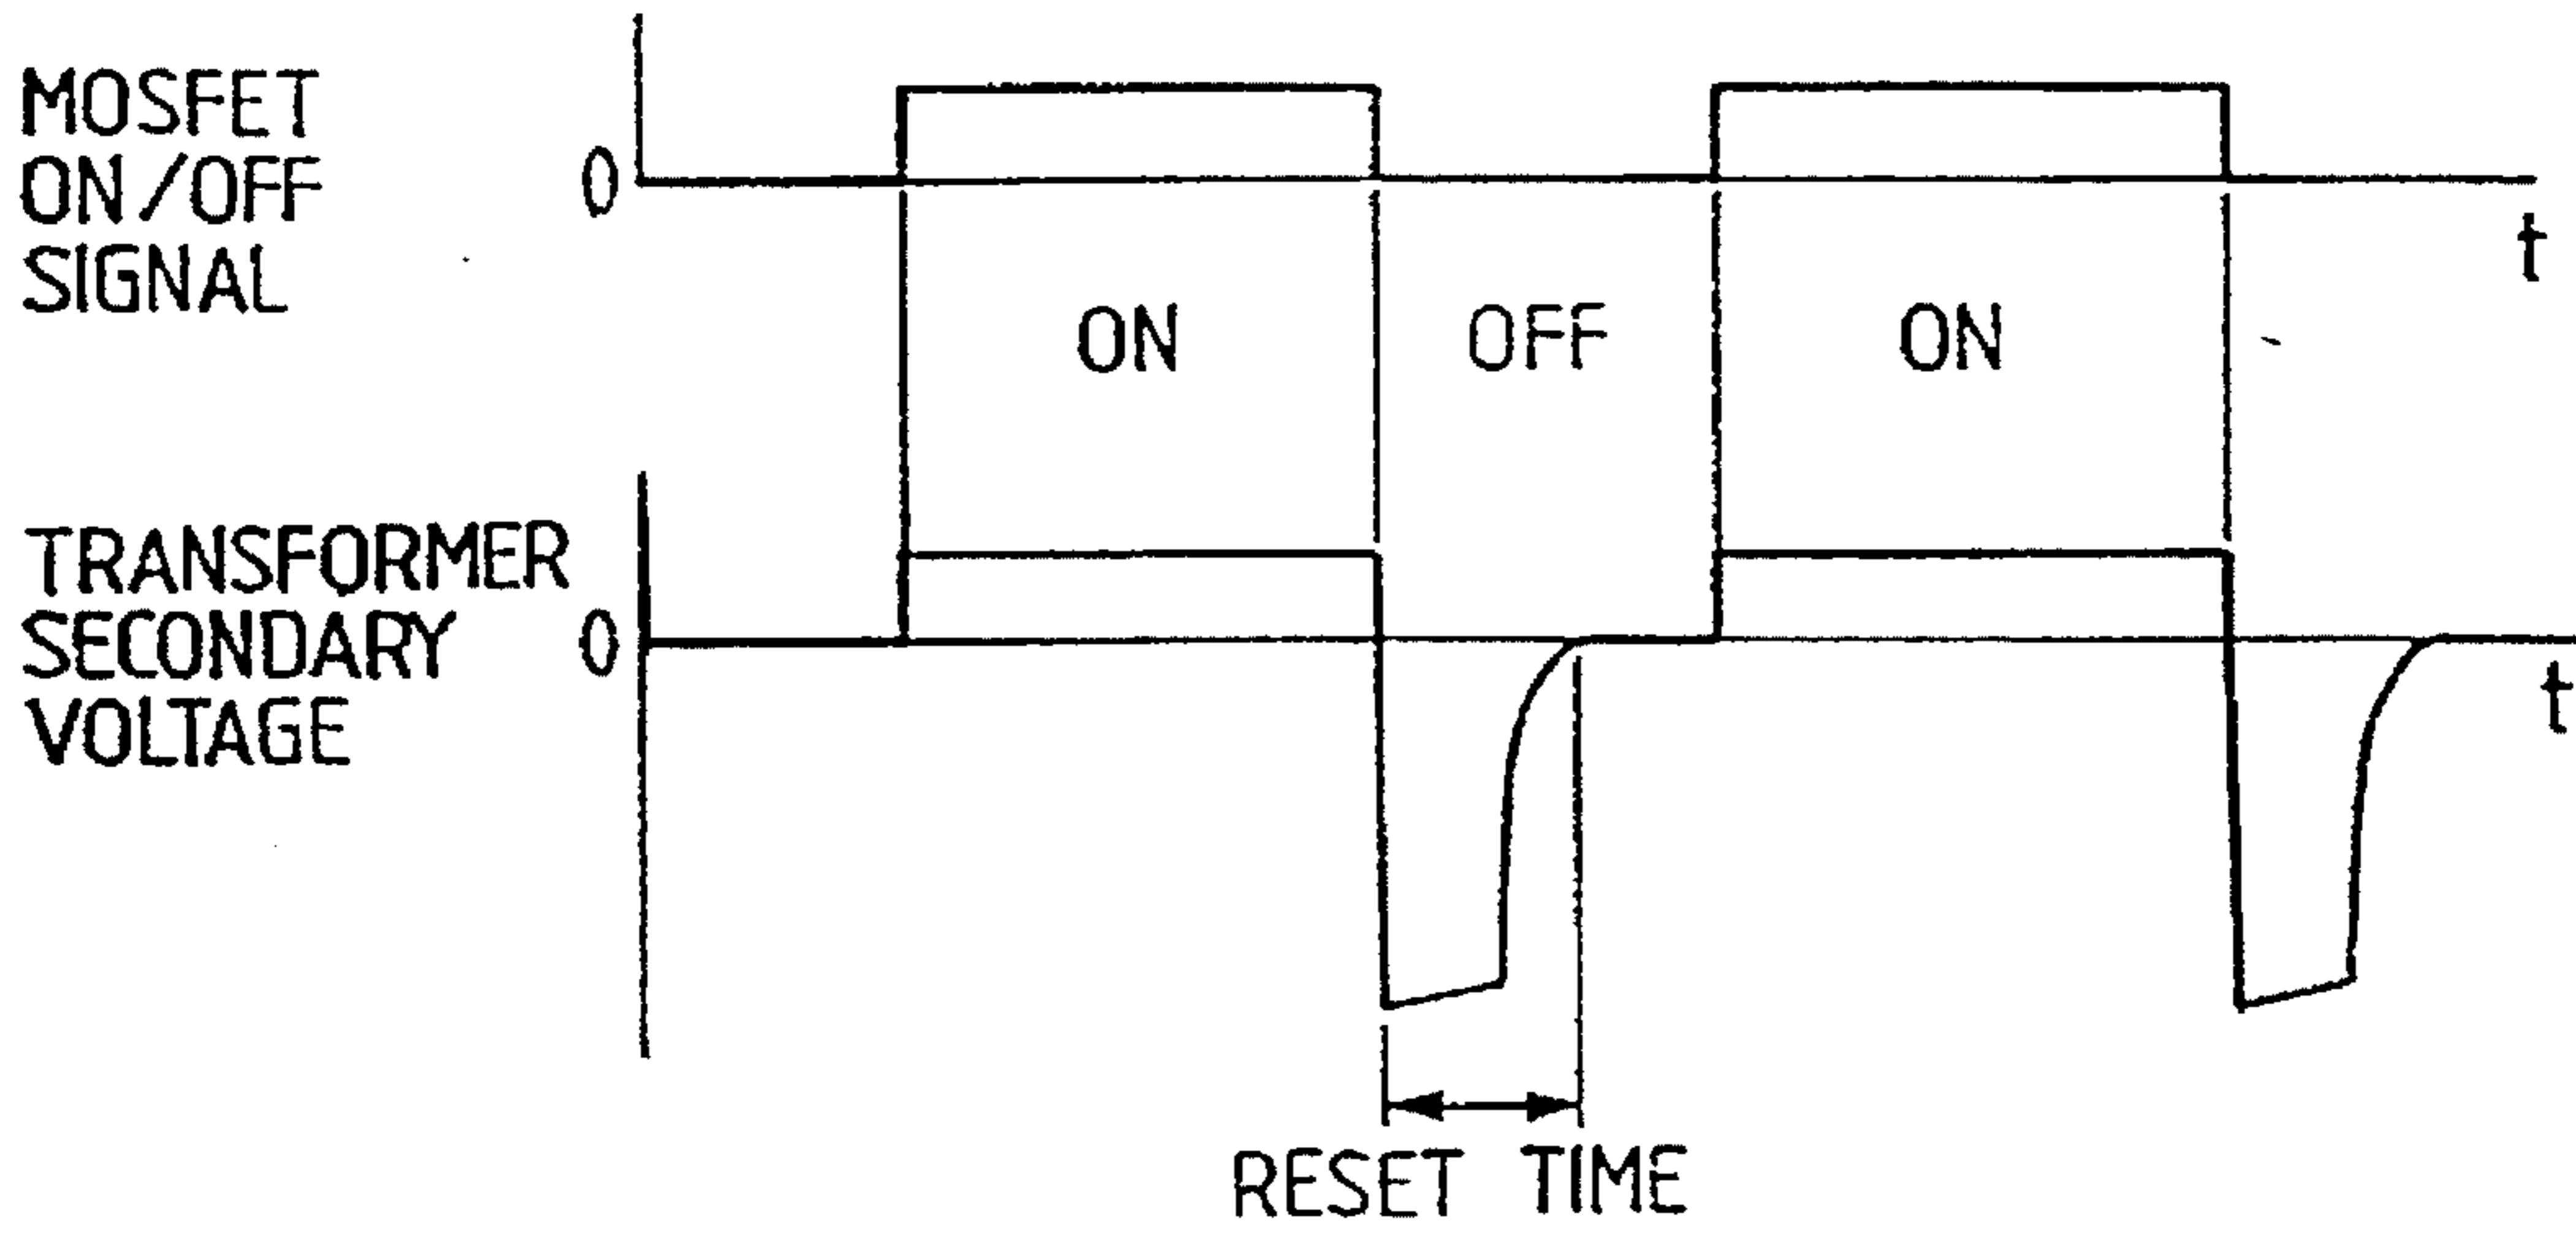 MOSFET
ON/OFF
SIGNAL
0
t
ON
OFF
ON
TRANSFORMER
SECONDARY
VOLTAGE
0
t
RESET TIME